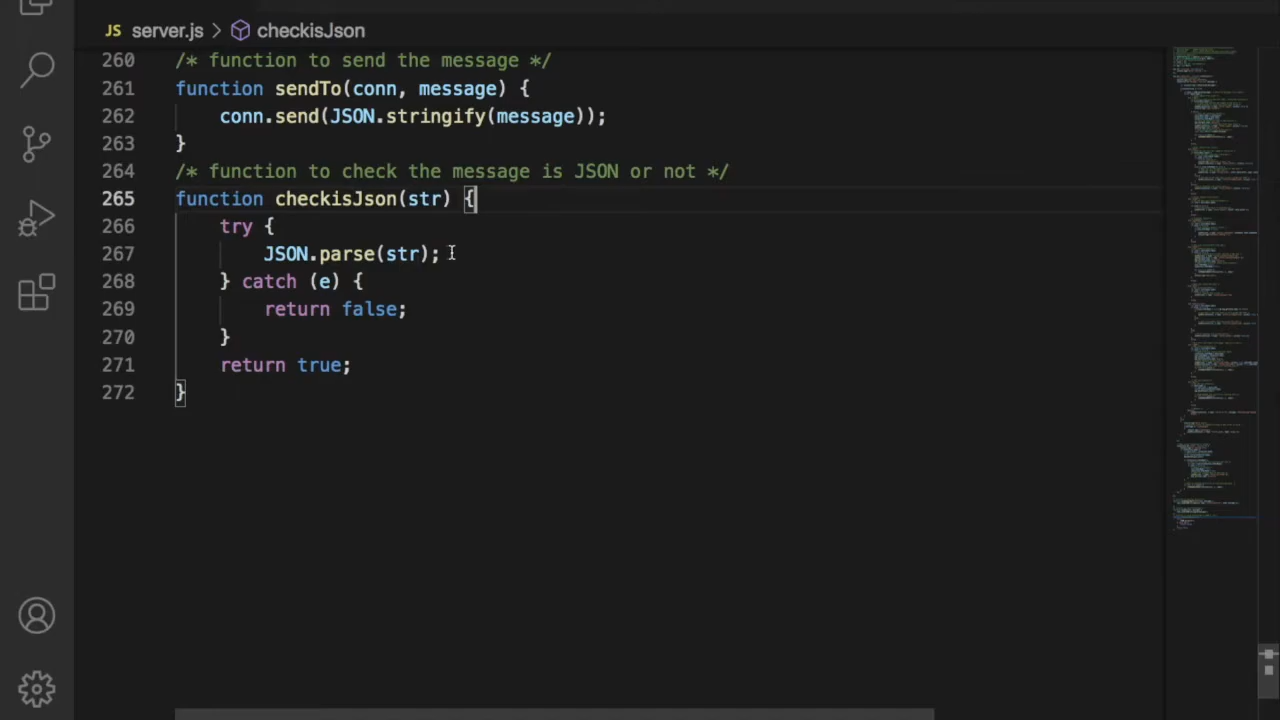 JS server.js > checkisJson
260 /* function to send the message */
261 function sendTo(conn, message) {
262 conn.send(JSON.stringify(message));
263 }
264 /* function to check the message is JSON or not */
265 function checkisJson(str) {
266 try {
267 JSON.parse(str);
268 } catch (e) {
269 return false;
270 }
271 return true;
272 }